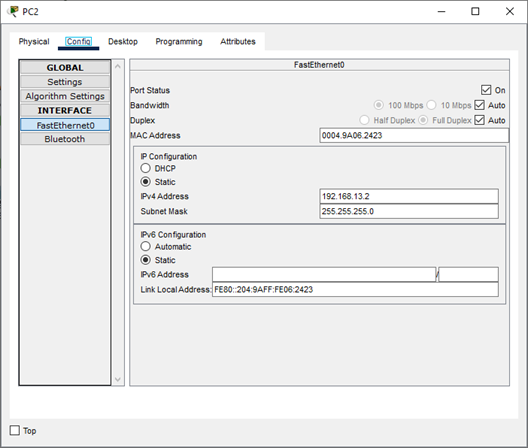 PC2
Physical Config Desktop Programming Attributes
GLOBAL
Settings
Algorithm Settings
INTERFACE
FastEthernet0
Bluetooth
FastEthernet0
Port Status On
Bandwidth 100 Mbps 10 Mbps Auto
Duplex Half Duplex Full Duplex Auto
MAC Address 0004.9A06.2423
IP Configuration
DHCP
Static
IPv4 Address 192.168.13.2
Subnet Mask 255.255.255.0
IPv6 Configuration
Automatic
Static
IPv6 Address /
Link Local Address: FE80::204:9AFF:FE06:2423
Top